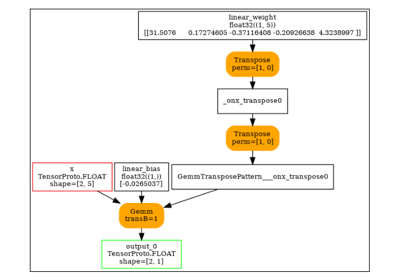 linear_weight
float32((1, 5))
[[31.5076 0.17274605 -0.37116408 -0.20926638 4.3238997 ]]
Transpose
perm=[1, 0]
_onx_transpose0
Transpose
perm=[1, 0]
x
TensorProto.FLOAT
shape=[2, 5]
linear_bias
float32((1,))
[-0.0265037]
GemmTransposePattern___onx_transpose0
Gemm
transB=1
output_0
TensorProto.FLOAT
shape=[2, 1]